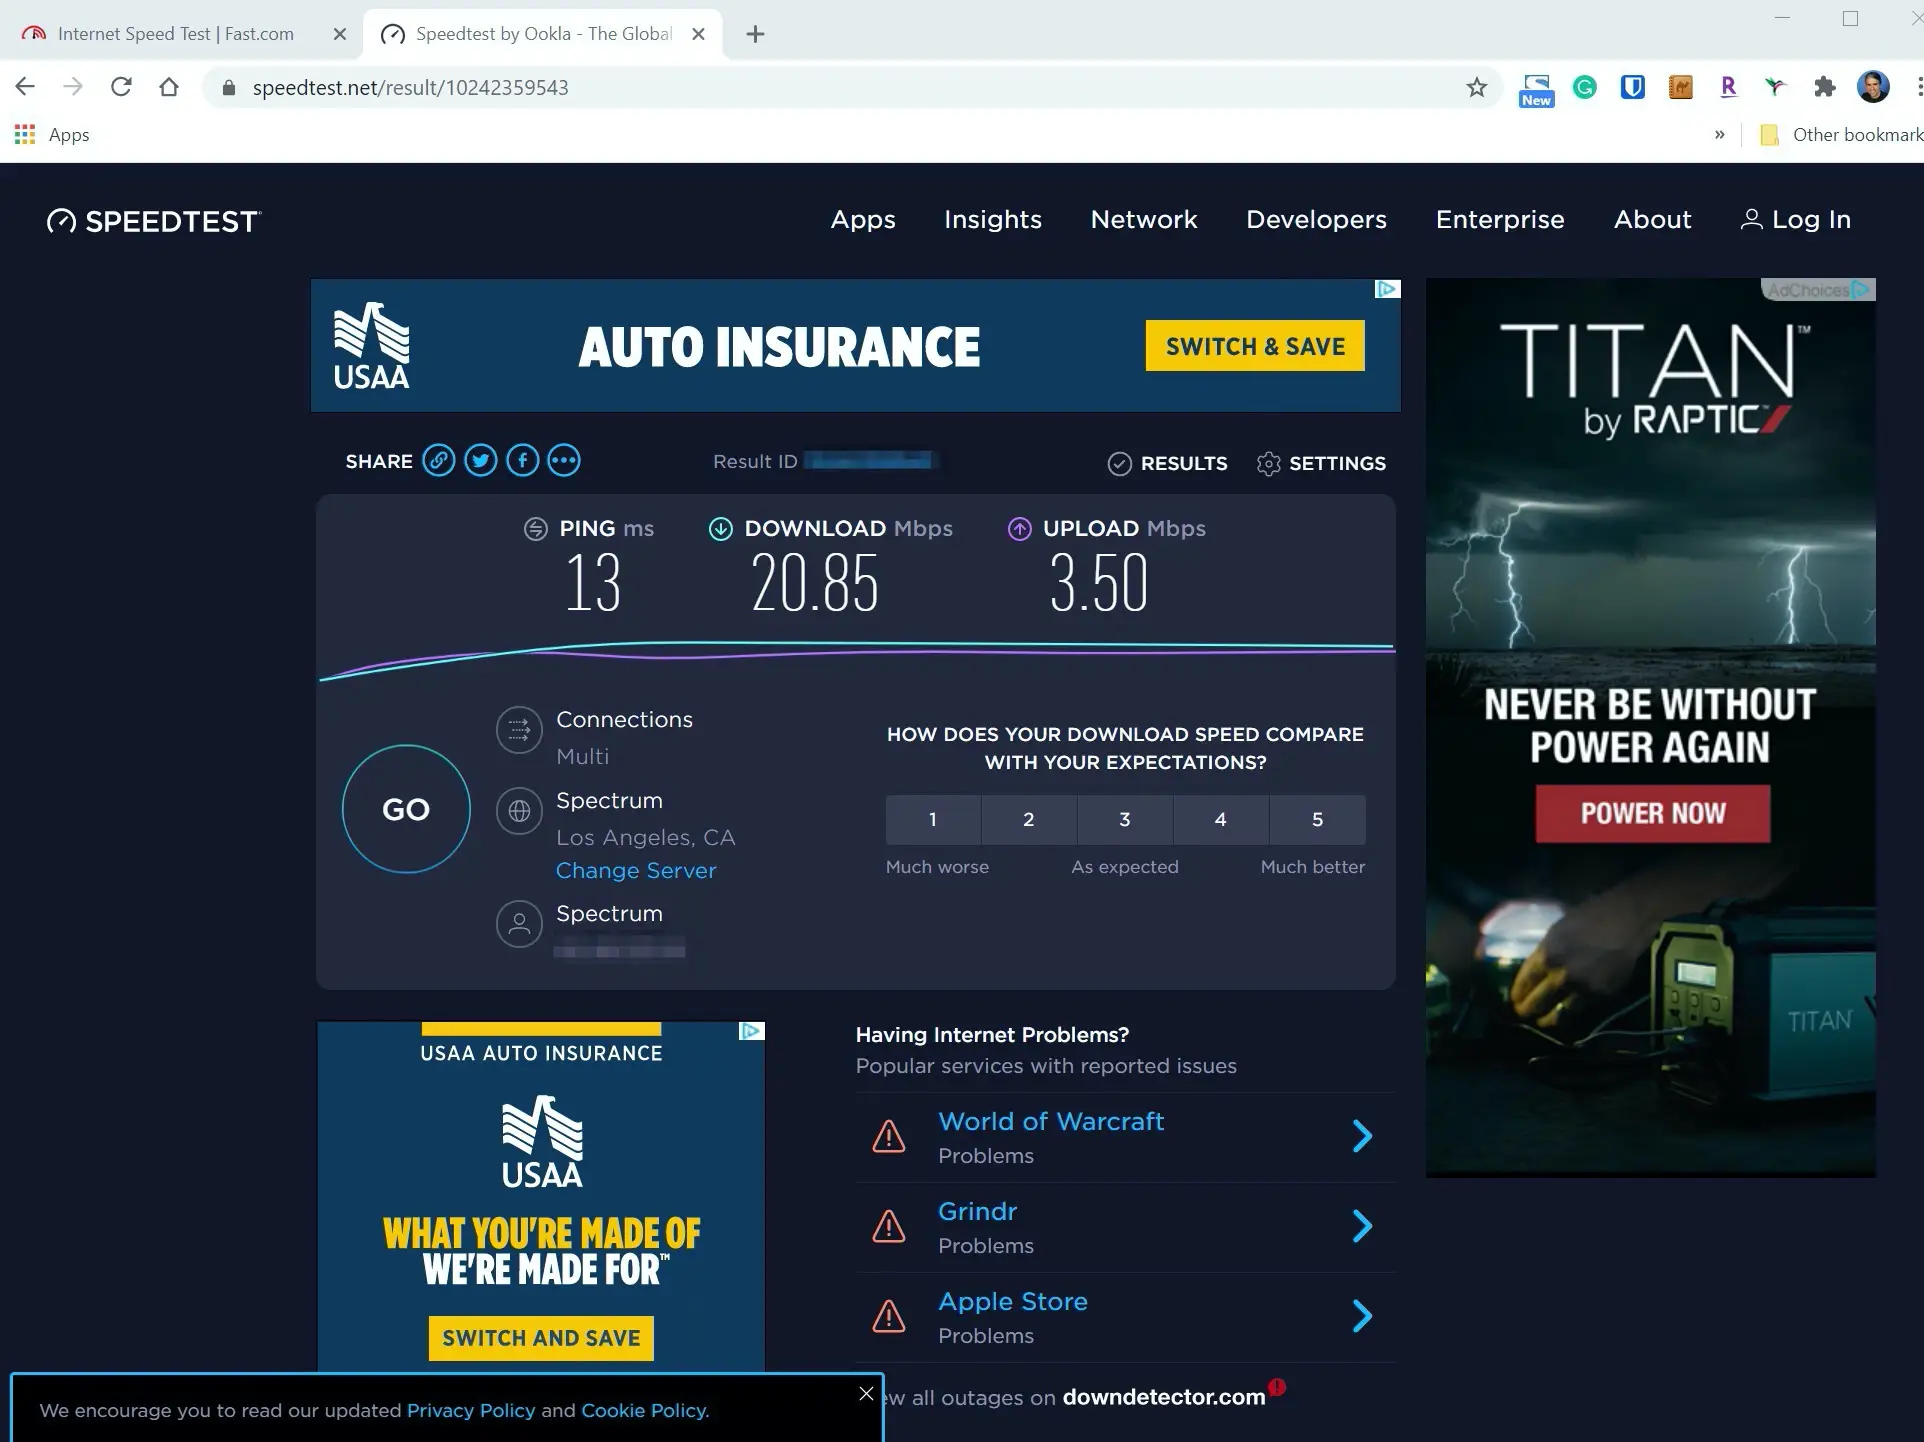 Internet Speed Test | Fast.com
Speedtest by Ookla - The Global
speedtest.net/result/10242359543
New
G
R
Apps
»
Other bookmark
SPEEDTEST
Apps
Insights
Network
Developers
Enterprise
About
Log In
USAA
AUTO INSURANCE
SWITCH & SAVE
AdChoices
TITAN™
by RAPTIC
SHARE
Result ID
RESULTS
SETTINGS
PING ms
13
DOWNLOAD Mbps
20.85
UPLOAD Mbps
3.50
GO
Connections
Multi
Spectrum
Los Angeles, CA
Change Server
Spectrum
HOW DOES YOUR DOWNLOAD SPEED COMPARE
WITH YOUR EXPECTATIONS?
1 2 3 4 5
Much worse As expected Much better
NEVER BE WITHOUT
POWER AGAIN
POWER NOW
TITAN
USAA AUTO INSURANCE
USAA
WHAT YOU'RE MADE OF
WE'RE MADE FOR™
SWITCH AND SAVE
Having Internet Problems?
Popular services with reported issues
World of Warcraft
Problems
Grindr
Problems
Apple Store
Problems
ew all outages on downdetector.com
We encourage you to read our updated Privacy Policy and Cookie Policy.